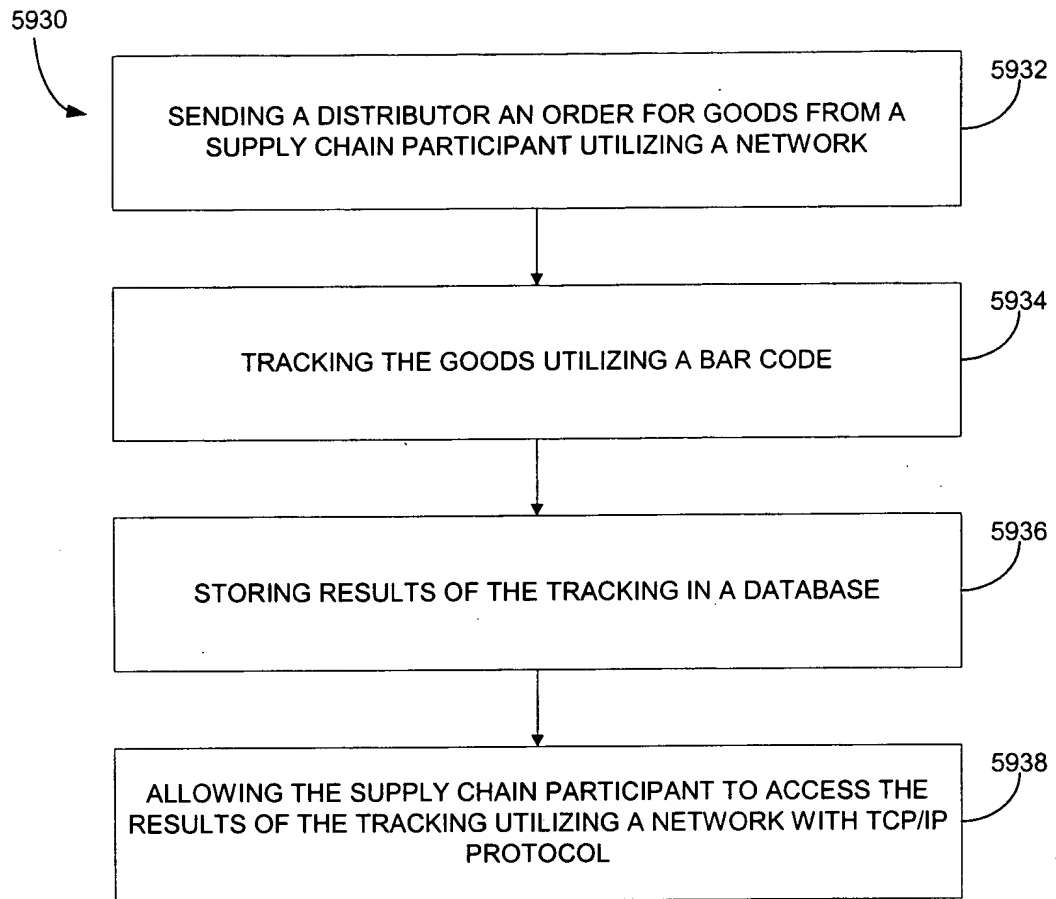 5930
5932
SENDING A DISTRIBUTOR AN ORDER FOR GOODS FROM A
SUPPLY CHAIN PARTICIPANT UTILIZING A NETWORK
5934
TRACKING THE GOODS UTILIZING A BAR CODE
5936
STORING RESULTS OF THE TRACKING IN A DATABASE
5938
ALLOWING THE SUPPLY CHAIN PARTICIPANT TO ACCESS THE
RESULTS OF THE TRACKING UTILIZING A NETWORK WITH TCP/IP
PROTOCOL